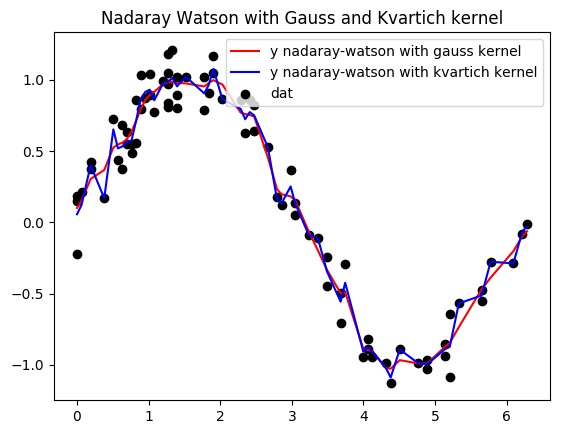 Nadaray Watson with Gauss and Kvartich kernel
y nadaray-watson with gauss kernel
y nadaray-watson with kvartich kernel
dat
1.0
0.5
0.0
−0.5
−1.0
0 1 2 3 4 5 6